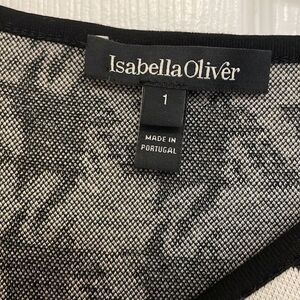 Isabella Oliver
1
MADE IN
PORTUGAL